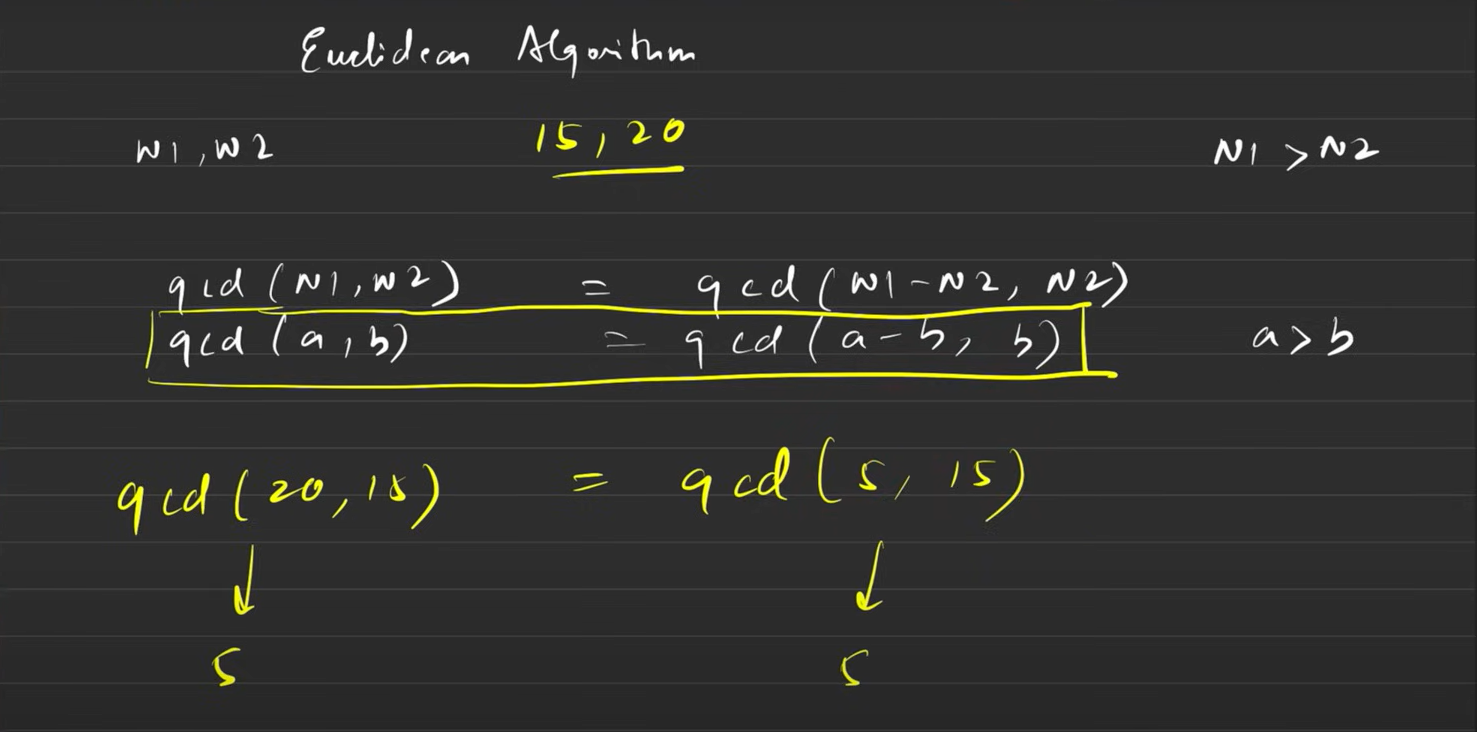 Euclidean Algorithm
N1, N2 15, 20 N1 > N2
gcd (N1, N2) = gcd (N1-N2, N2)
gcd (a, b) = gcd (a-b, b) a > b
gcd (20, 15) = gcd (5, 15)
↓ ↓
5 5